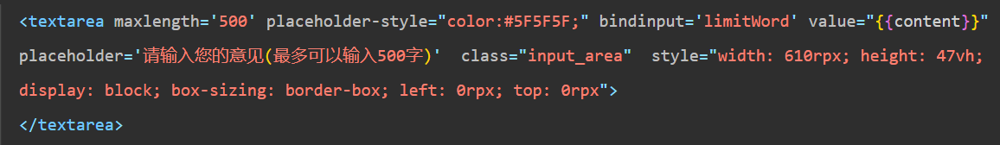 <textarea maxlength='500' placeholder-style="color:#5F5F5F;" bindinput='limitWord' value="{{content}}"
placeholder='请输入您的意见(最多可以输入500字)'  class="input_area"  style="width: 610rpx; height: 47vh;
display: block; box-sizing: border-box; left: 0rpx; top: 0rpx">
</textarea>